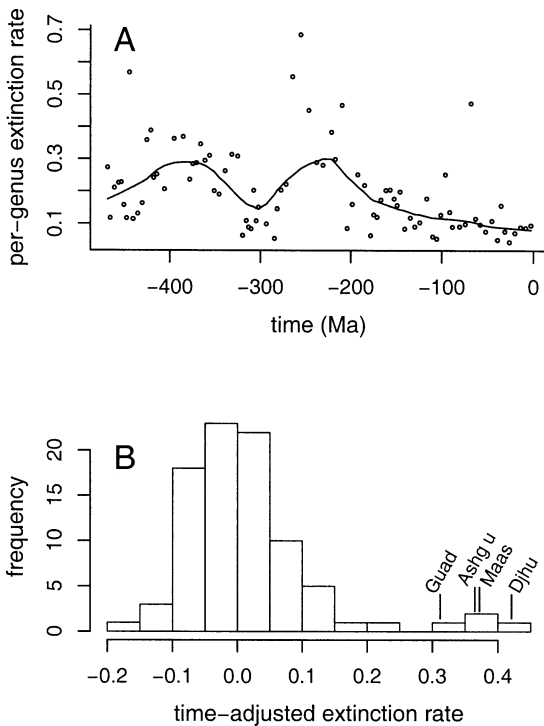 A
per-genus extinction rate
0.7
0.5
0.3
0.1
−400 −300 −200 −100 0
time (Ma)
B
frequency
20
15
10
5
0
Guad
Ashg u
Maas
Djhu
−0.2 −0.1 0.0 0.1 0.2 0.3 0.4
time−adjusted extinction rate